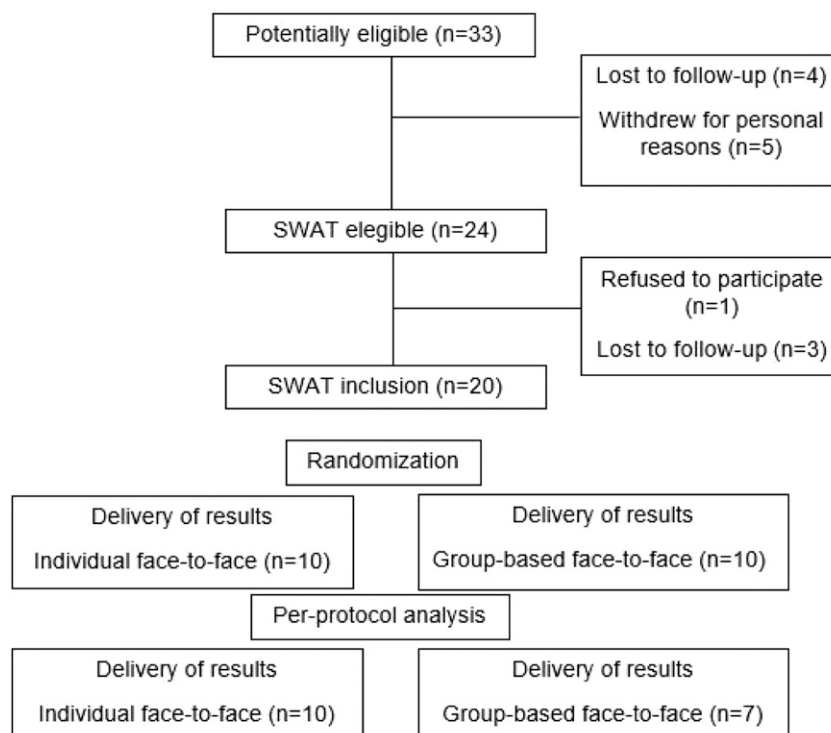 Potentially eligible (n=33)
Lost to follow-up (n=4)
Withdrew for personal
reasons (n=5)
SWAT elegible (n=24)
Refused to participate
(n=1)
Lost to follow-up (n=3)
SWAT inclusion (n=20)
Randomization
Delivery of results
Individual face-to-face (n=10)
Delivery of results
Group-based face-to-face (n=10)
Per-protocol analysis
Delivery of results
Individual face-to-face (n=10)
Delivery of results
Group-based face-to-face (n=7)